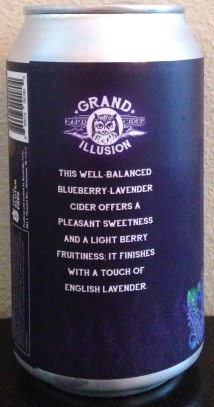 GRAND
HARD CIDER
ILLUSION
THIS WELL-BALANCED
BLUEBERRY-LAVENDER
CIDER OFFERS A
PLEASANT SWEETNESS
AND A LIGHT BERRY
FRUITINESS; IT FINISHES
WITH A TOUCH OF
ENGLISH LAVENDER.